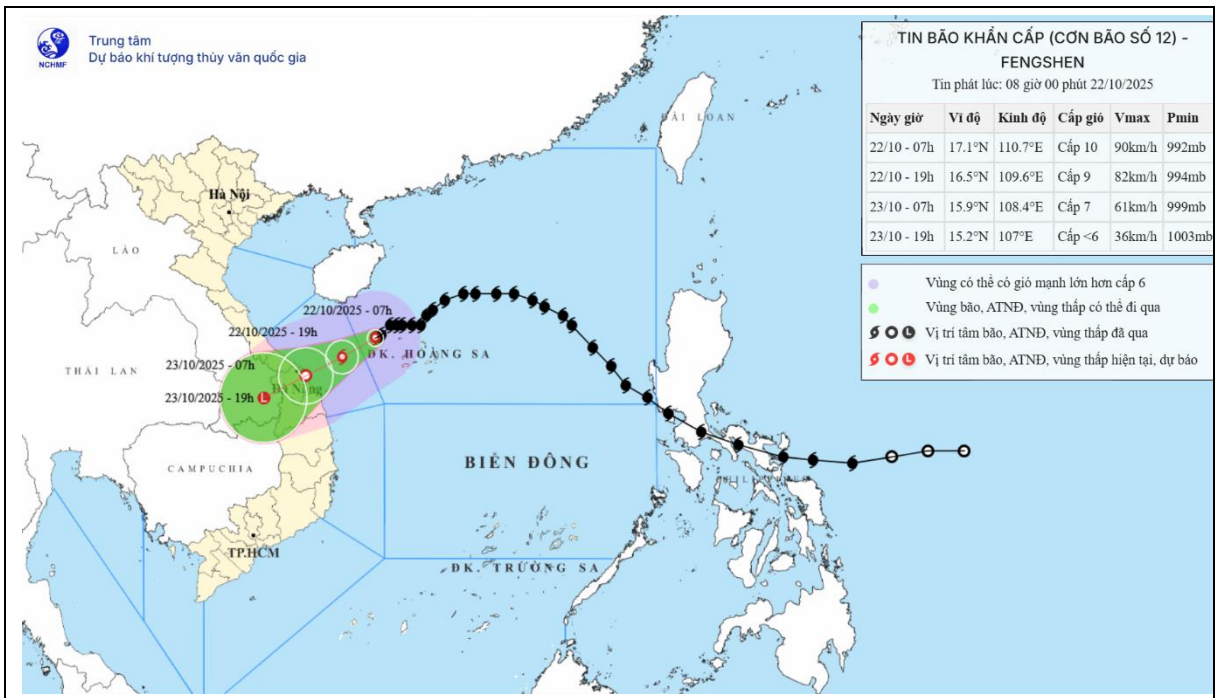 NCHMF
Trung tâm
Dự báo khí tượng thủy văn quốc gia
TIN BÃO KHẨN CẤP (CƠN BÃO SỐ 12) -
FENGSHEN
Tin phát lúc: 08 giờ 00 phút 22/10/2025
Ngày giờ Vĩ độ Kinh độ Cấp gió Vmax Pmin
22/10 - 07h 17.1°N 110.7°E Cấp 10 90km/h 992mb
22/10 - 19h 16.5°N 109.6°E Cấp 9 82km/h 994mb
23/10 - 07h 15.9°N 108.4°E Cấp 7 61km/h 999mb
23/10 - 19h 15.2°N 107°E Cấp <6 36km/h 1003mb
Vùng có thể có gió mạnh lớn hơn cấp 6
Vùng bão, ATNĐ, vùng thấp có thể đi qua
L Vị trí tâm bão, ATNĐ, vùng thấp đã qua
L Vị trí tâm bão, ATNĐ, vùng thấp hiện tại, dự báo
ĐÀI LOAN
Hà Nội
LÀO
22/10/2025 - 07h
22/10/2025 - 19h
ĐK. HOÀNG SA
23/10/2025 - 07h
THÁI LAN
Đà Nẵng
23/10/2025 - 19h
L
BIỂN ĐÔNG
CAMPUCHIA
TP.HCM
ĐK. TRƯỜNG SA